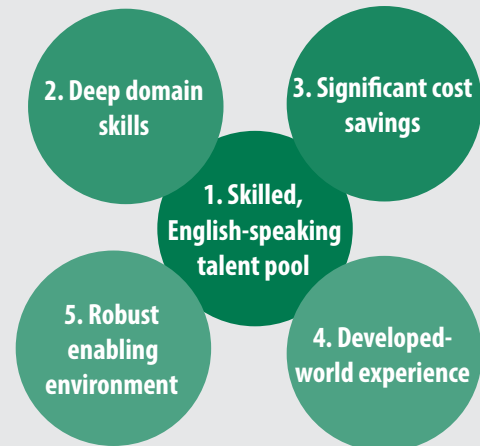 2. Deep domain
skills
3. Significant cost
savings
1. Skilled,
English-speaking
talent pool
5. Robust
enabling
environment
4. Developed-
world experience